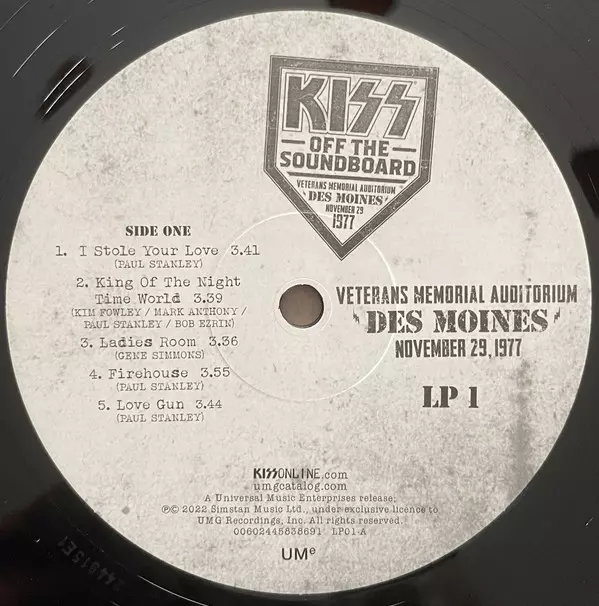 KISS
OFF THE
SOUNDBOARD
VETERANS MEMORIAL AUDITORIUM
DES MOINES
NOVEMBER 29
1977
SIDE ONE
1. I Stole Your Love 3.41
(PAUL STANLEY)
2. King Of The Night
Time World 3.39
(KIM FOWLEY / MARK ANTHONY /
PAUL STANLEY / BOB EZRIN)
3. Ladies Room 3.36
(GENE SIMMONS)
4. Firehouse 3.55
(PAUL STANLEY)
5. Love Gun 3.44
(PAUL STANLEY)
VETERANS MEMORIAL AUDITORIUM
DES MOINES
NOVEMBER 29, 1977
LP 1
KISSONLINE.com
umgcatalog.com
A Universal Music Enterprises release;
℗© 2022 Simstan Music Ltd., under exclusive licence to
UMG Recordings, Inc. All rights reserved.
00602445838691 LP01-A
UMe